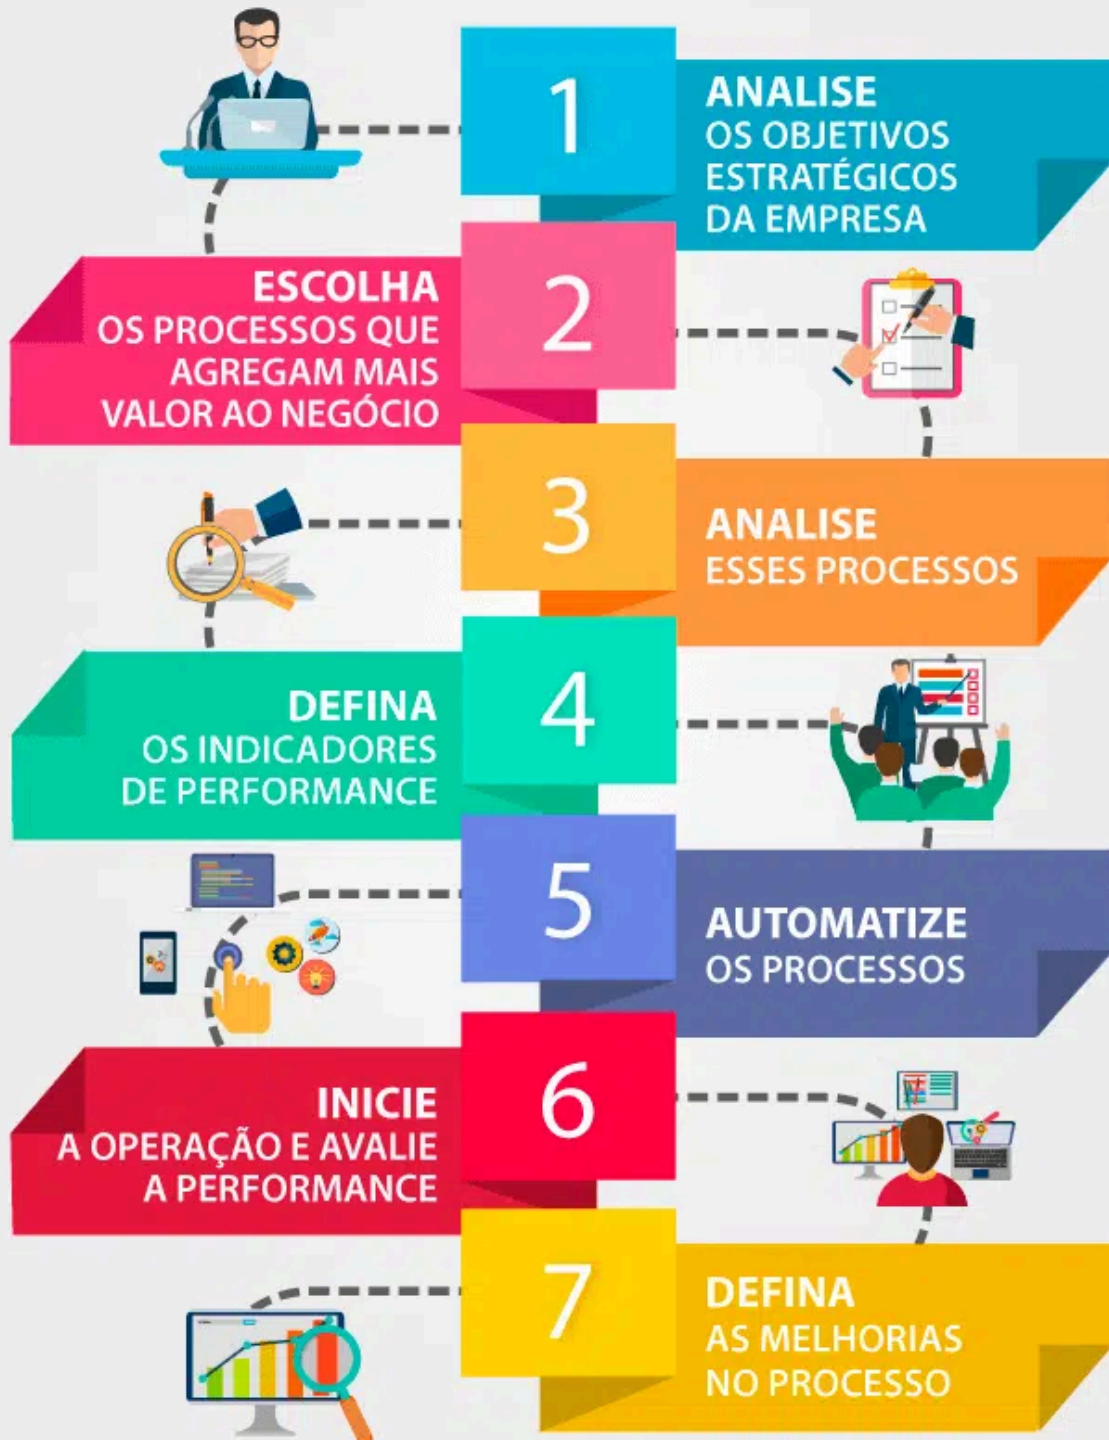 1
ANALISE
OS OBJETIVOS
ESTRATÉGICOS
DA EMPRESA
2
ESCOLHA
OS PROCESSOS QUE
AGREGAM MAIS
VALOR AO NEGÓCIO
3
ANALISE
ESSES PROCESSOS
4
DEFINA
OS INDICADORES
DE PERFORMANCE
5
AUTOMATIZE
OS PROCESSOS
6
INICIE
A OPERAÇÃO E AVALIE
A PERFORMANCE
7
DEFINA
AS MELHORIAS
NO PROCESSO